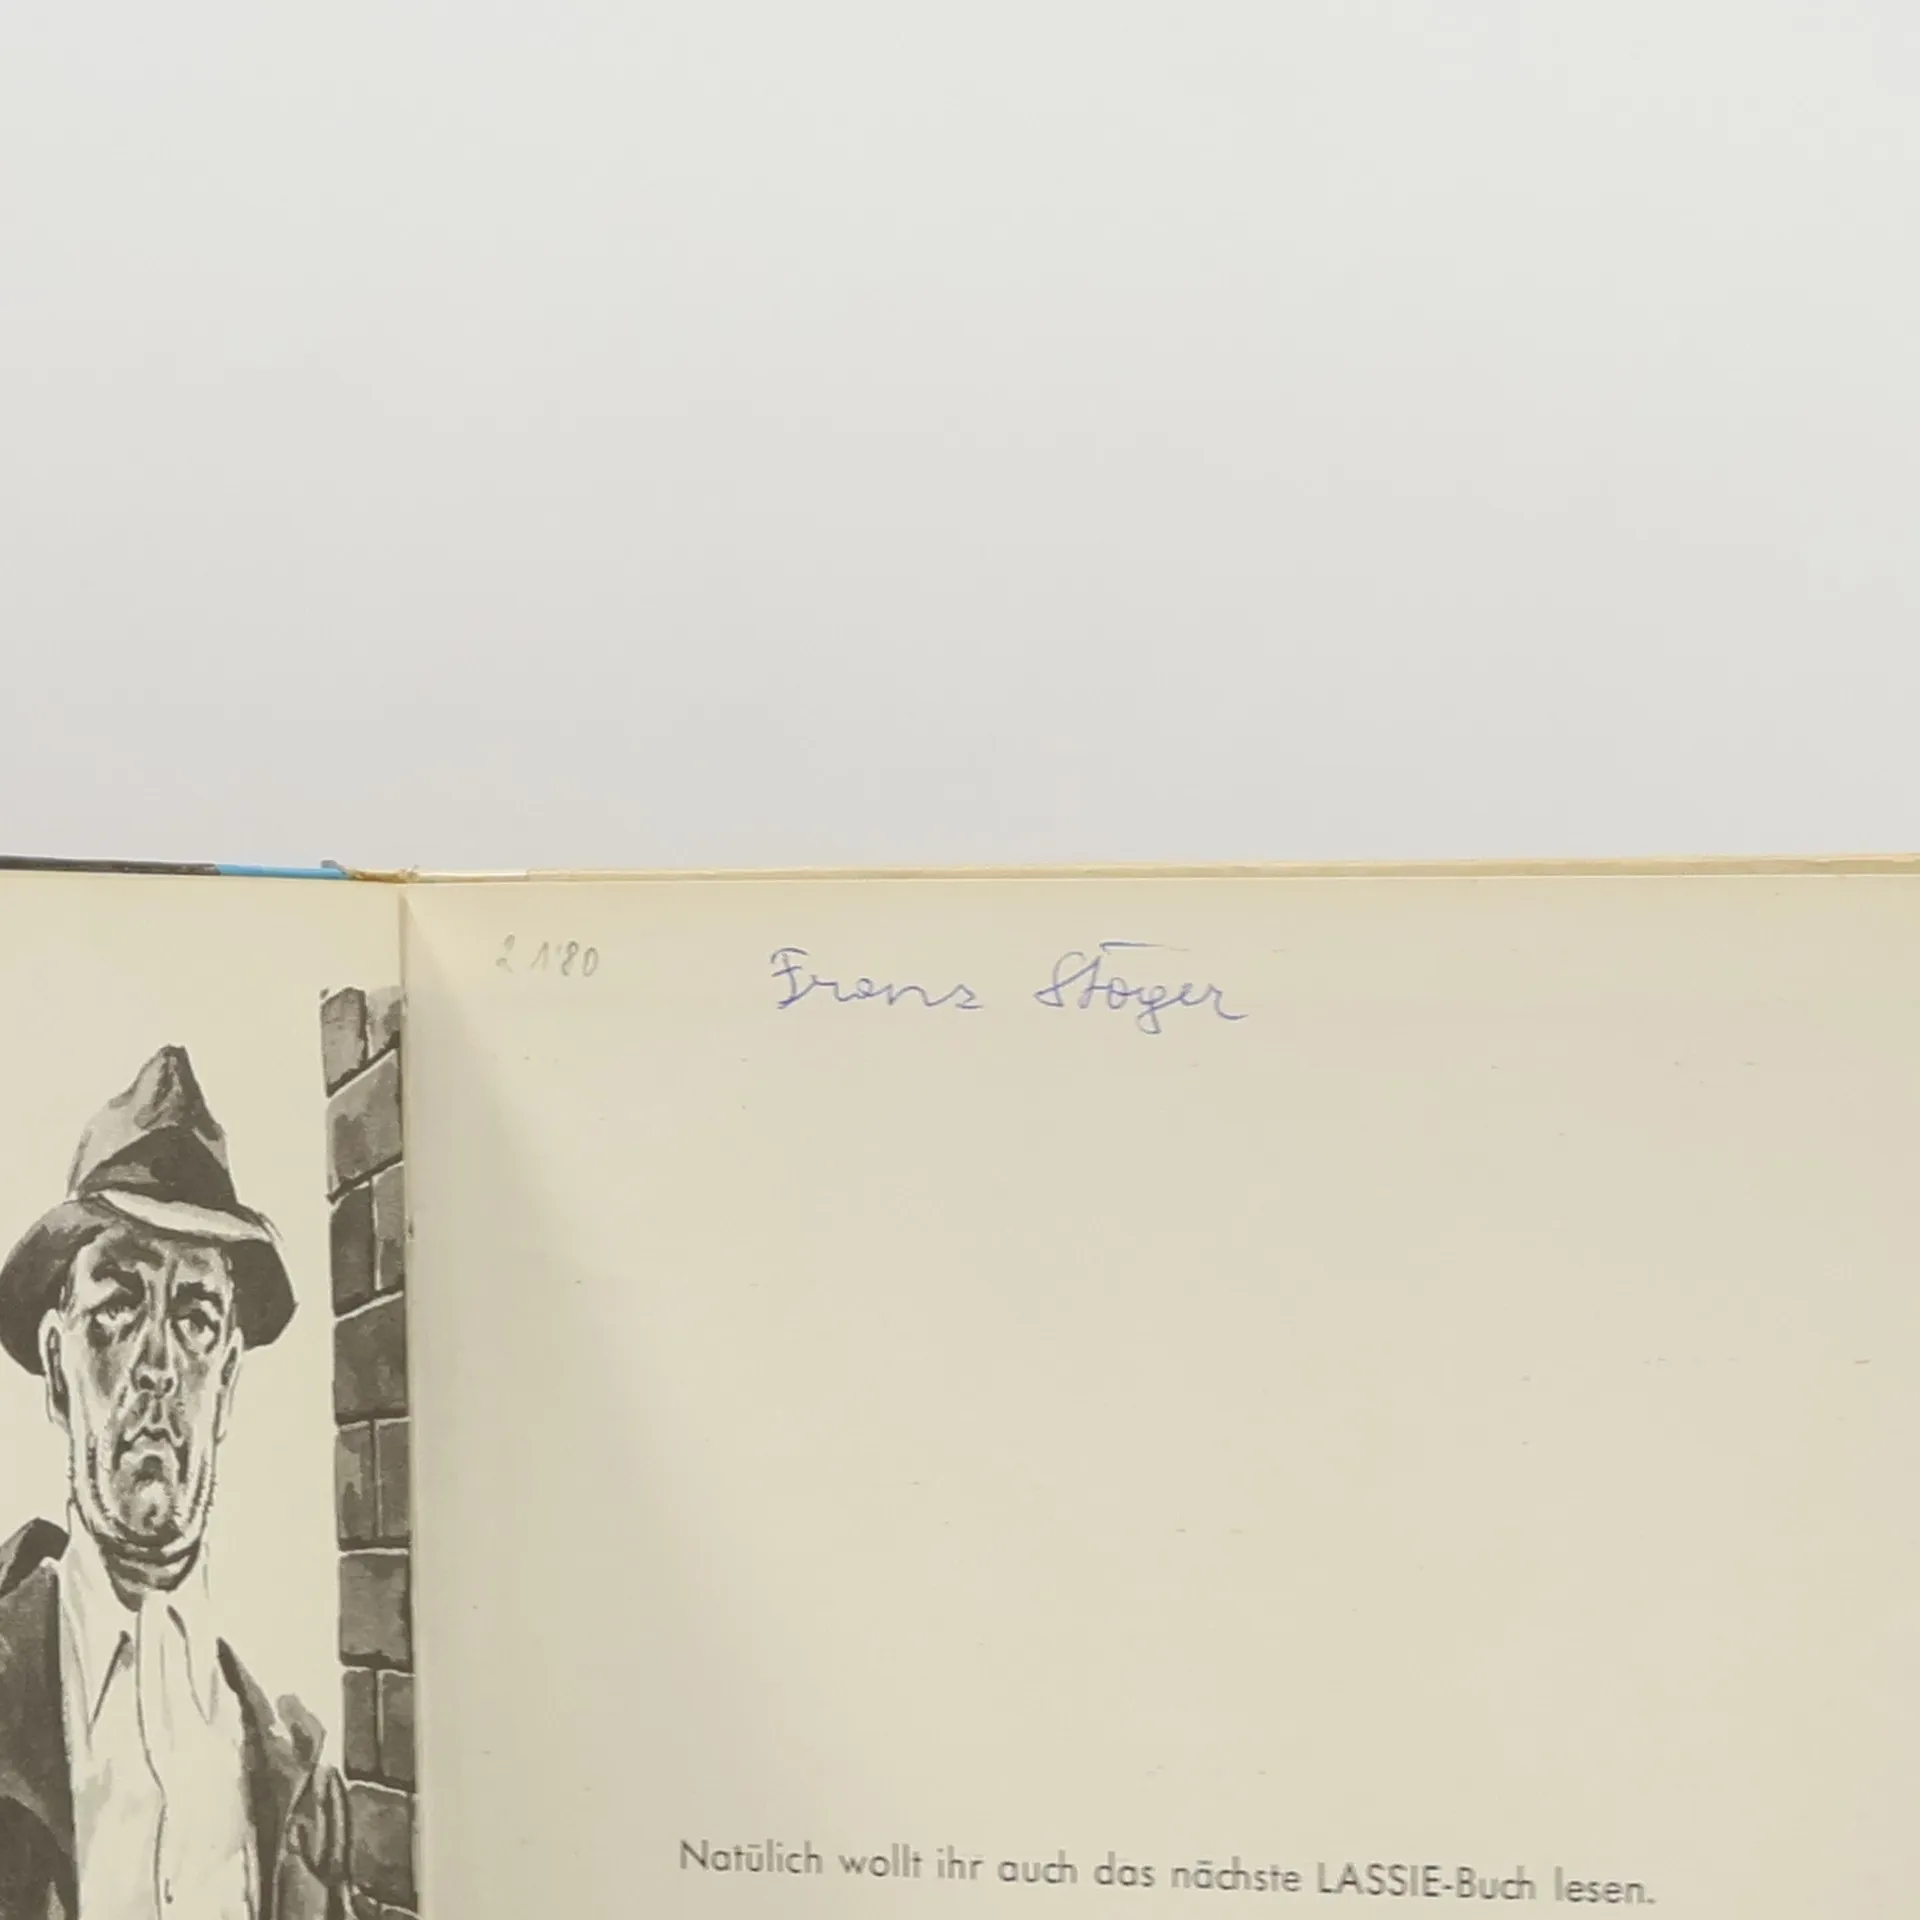 2 1'80
Franz Stöger
Natülich wollt ihr auch das nächste LASSIE-Buch lesen.